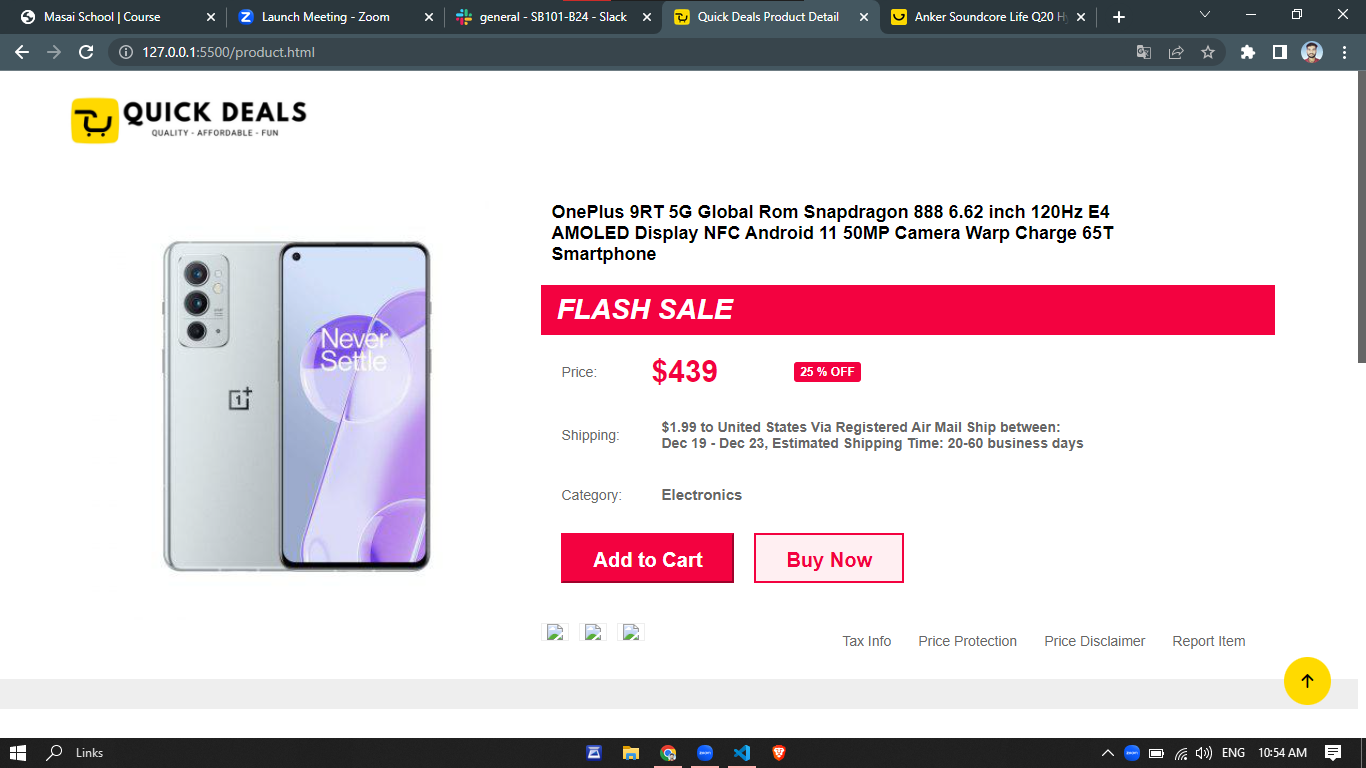 Masai School | Course
Launch Meeting - Zoom
general - SB101-B24 - Slack
Quick Deals Product Detail
Anker Soundcore Life Q20 Hy
127.0.0.1:5500/product.html
QUICK DEALS
QUALITY - AFFORDABLE - FUN
OnePlus 9RT 5G Global Rom Snapdragon 888 6.62 inch 120Hz E4
AMOLED Display NFC Android 11 50MP Camera Warp Charge 65T
Smartphone
Never
Settle
FLASH SALE
Price: $439 25 % OFF
Shipping: $1.99 to United States Via Registered Air Mail Ship between:
Dec 19 - Dec 23, Estimated Shipping Time: 20-60 business days
Category: Electronics
Add to Cart Buy Now
Tax Info Price Protection Price Disclaimer Report Item
Links ENG 10:54 AM